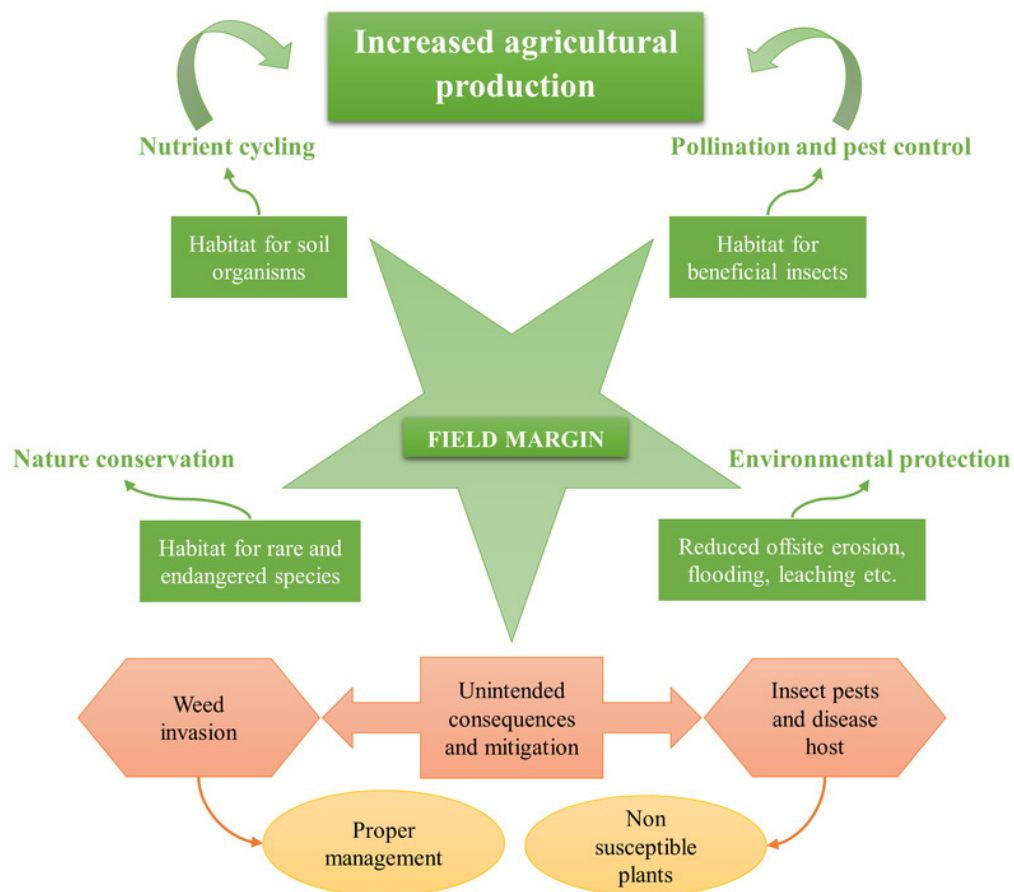 Increased agricultural
production
Nutrient cycling
Pollination and pest control
Habitat for soil
organisms
Habitat for
beneficial insects
FIELD MARGIN
Nature conservation
Environmental protection
Habitat for rare and
endangered species
Reduced offsite erosion,
flooding, leaching etc.
Weed
invasion
Unintended
consequences
and mitigation
Insect pests
and disease
host
Proper
management
Non
susceptible
plants